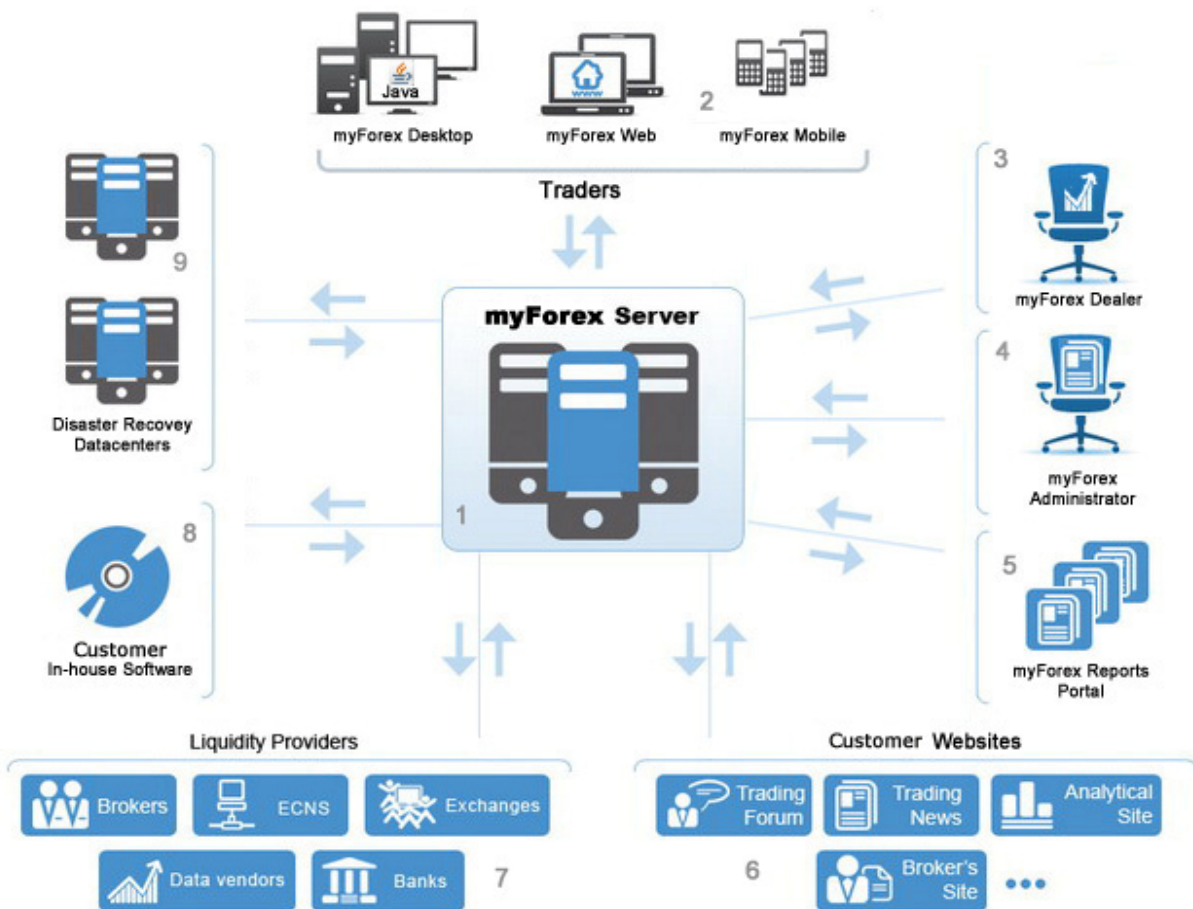 Java
www
2
myForex Desktop
myForex Web
myForex Mobile
Traders
3
myForex Dealer
9
Disaster Recovey
Datacenters
myForex Server
1
4
myForex
Administrator
8
Customer
In-house Software
5
myForex Reports
Portal
Liquidity Providers
Brokers
ECNS
Exchanges
Data vendors
Banks
7
Customer Websites
Trading
Forum
Trading
News
Analytical
Site
6
Broker's
Site